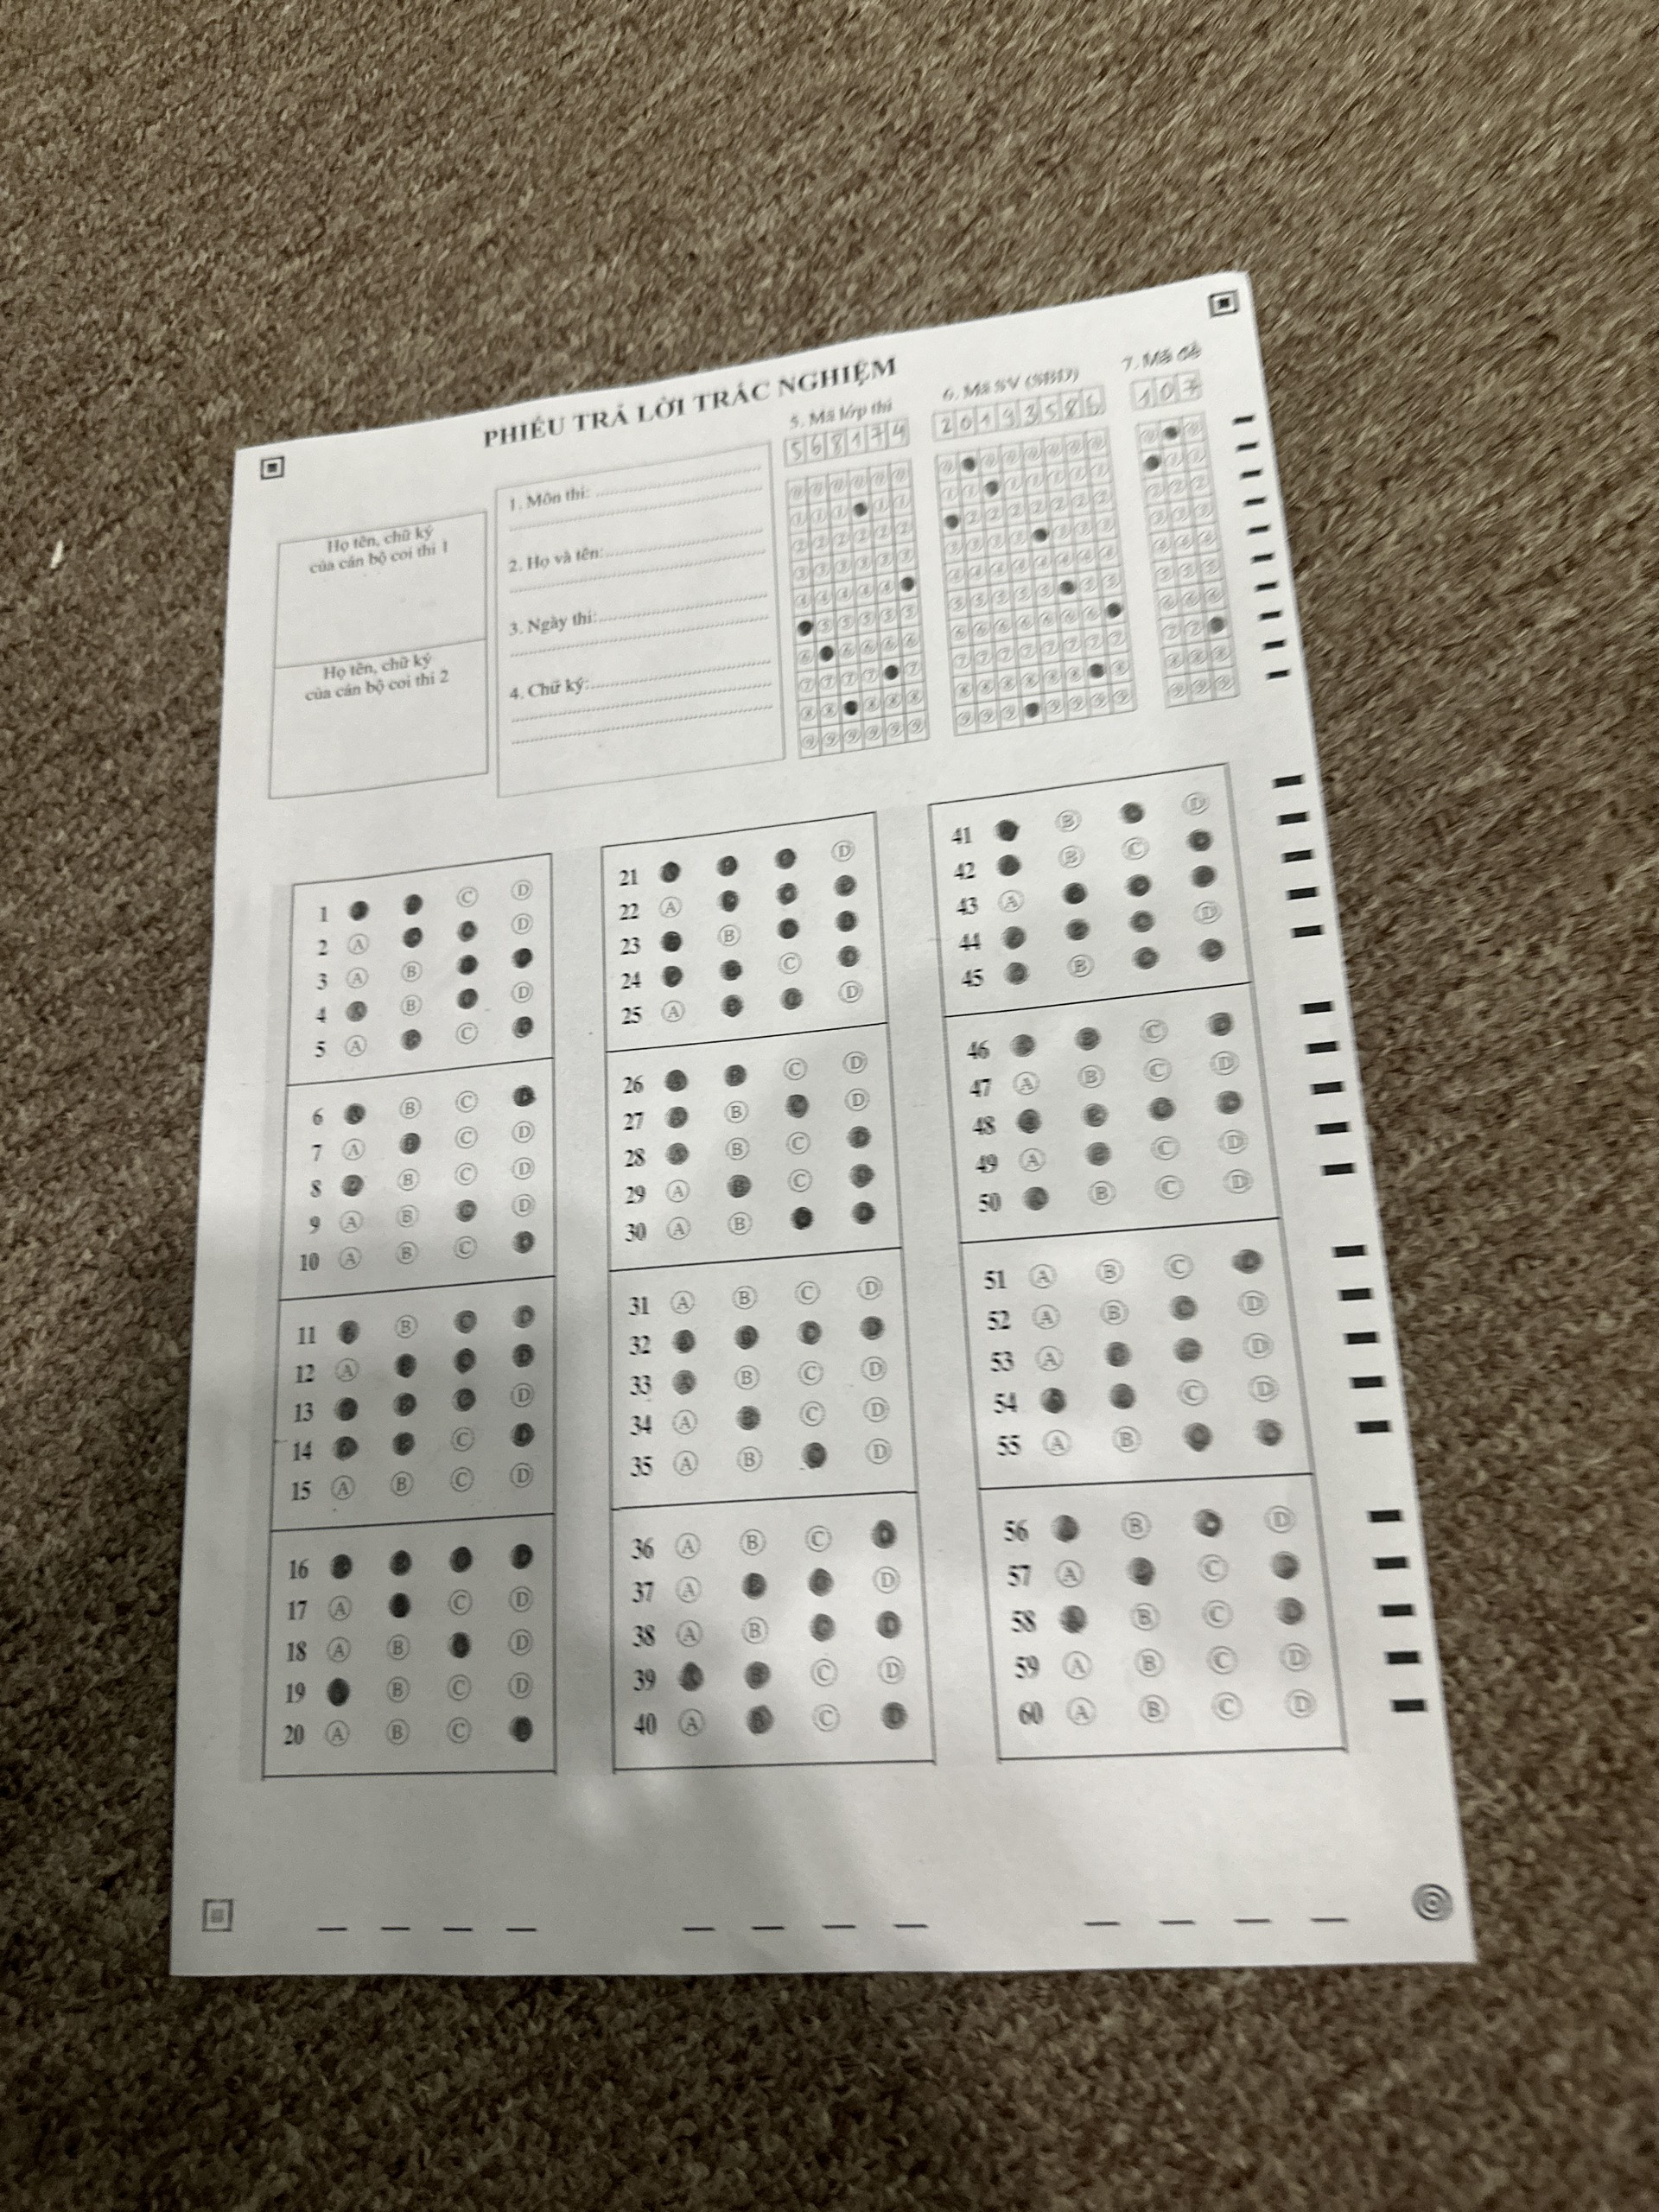 PHIẾU TRẢ LỜI TRẮC NGHIỆM
Họ tên, chữ ký
của cán bộ coi thi 1
Họ tên, chữ ký
của cán bộ coi thi 2
1. Môn thi:
2. Họ và tên:
3. Ngày thi:
4. Chữ ký:
5. Mã lớp thi
5 6 8 1 7 4
6. Mã SV (SBD)
2 0 1 9 3 5 8 6
7. Mã đề
1 0 7
1 C D
2 A D
3 A B
4 B D
5 A C
6 B C
7 A C D
8 B C D
9 A B D
10 A B C
11 B
12 A
13 D
14 C
15 A B C D
16
17 A C D
18 A B D
19 B C D
20 A B C
21 D
22 A
23 B
24 C
25 A D
26 C D
27 B D
28 B C
29 A C
30 A B
31 A B C D
32
33 B C D
34 A C D
35 A B D
36 A B C
37 A D
38 A B
39 C D
40 A C
41 B D
42 B C
43 A
44 D
45 B
46 C
47 A B C D
48
49 A C D
50 B C D
51 A B C
52 A B D
53 A D
54 C D
55 A B
56 B D
57 A C
58 B C
59 A B C D
60 A B C D